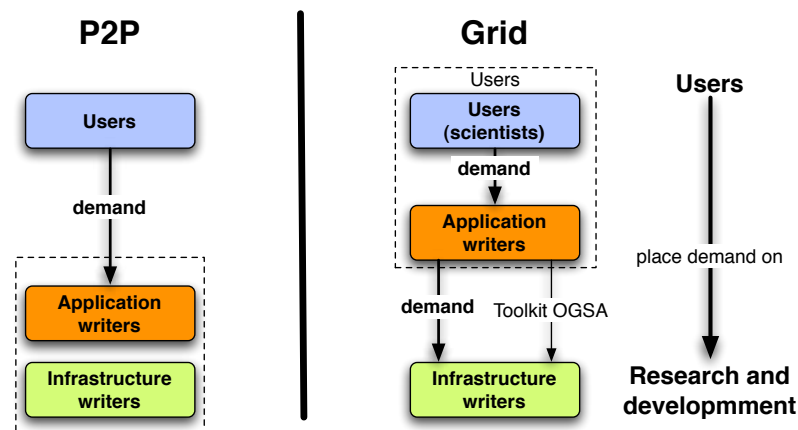 P2P
Users
demand
Application
writers
Infrastructure
writers
Grid
Users
Users
(scientists)
demand
Application
writers
demand
Toolkit OGSA
Infrastructure
writers
Users
place demand on
Research and
developmment